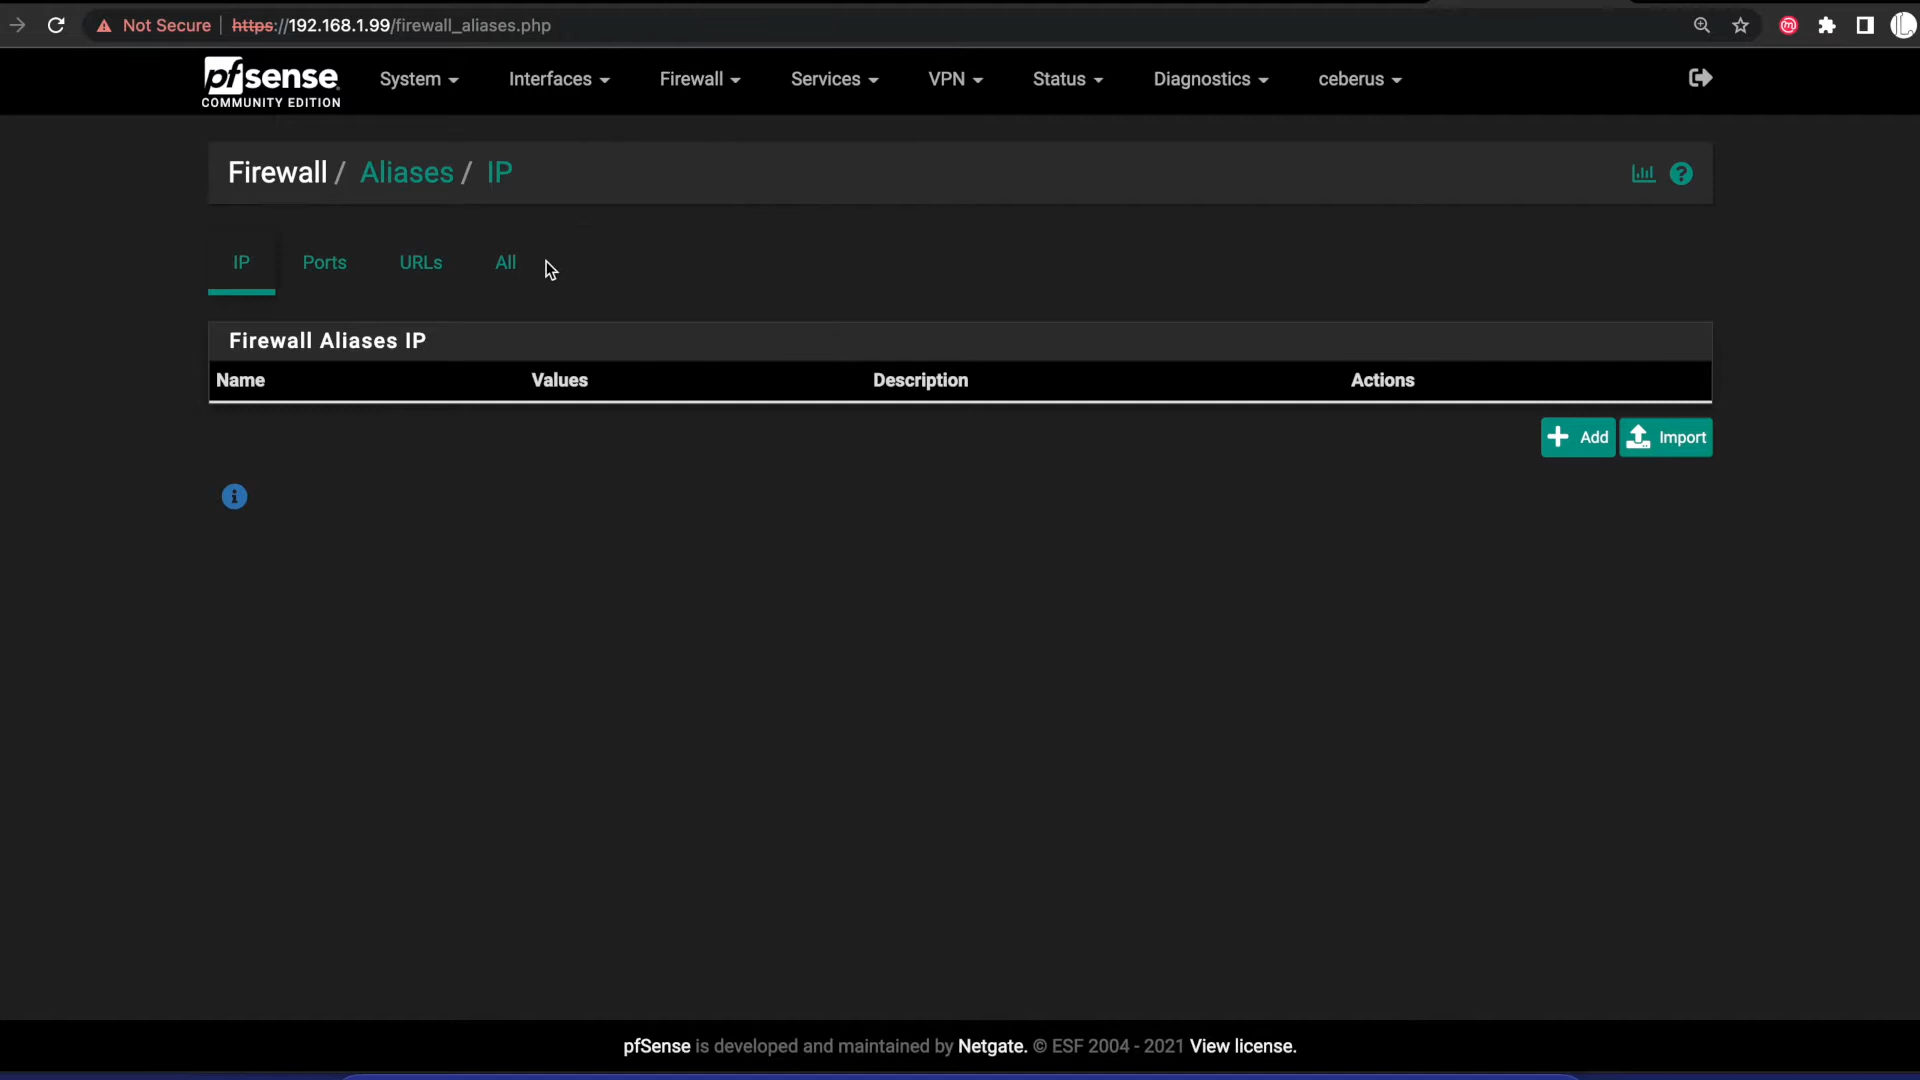 Not Secure | https://192.168.1.99/firewall_aliases.php
pfsense COMMUNITY EDITION System Interfaces Firewall Services VPN Status Diagnostics ceberus
Firewall / Aliases / IP
IP Ports URLs All
Firewall Aliases IP
Name Values Description Actions
Add Import
pfSense is developed and maintained by Netgate. © ESF 2004 - 2021 View license.